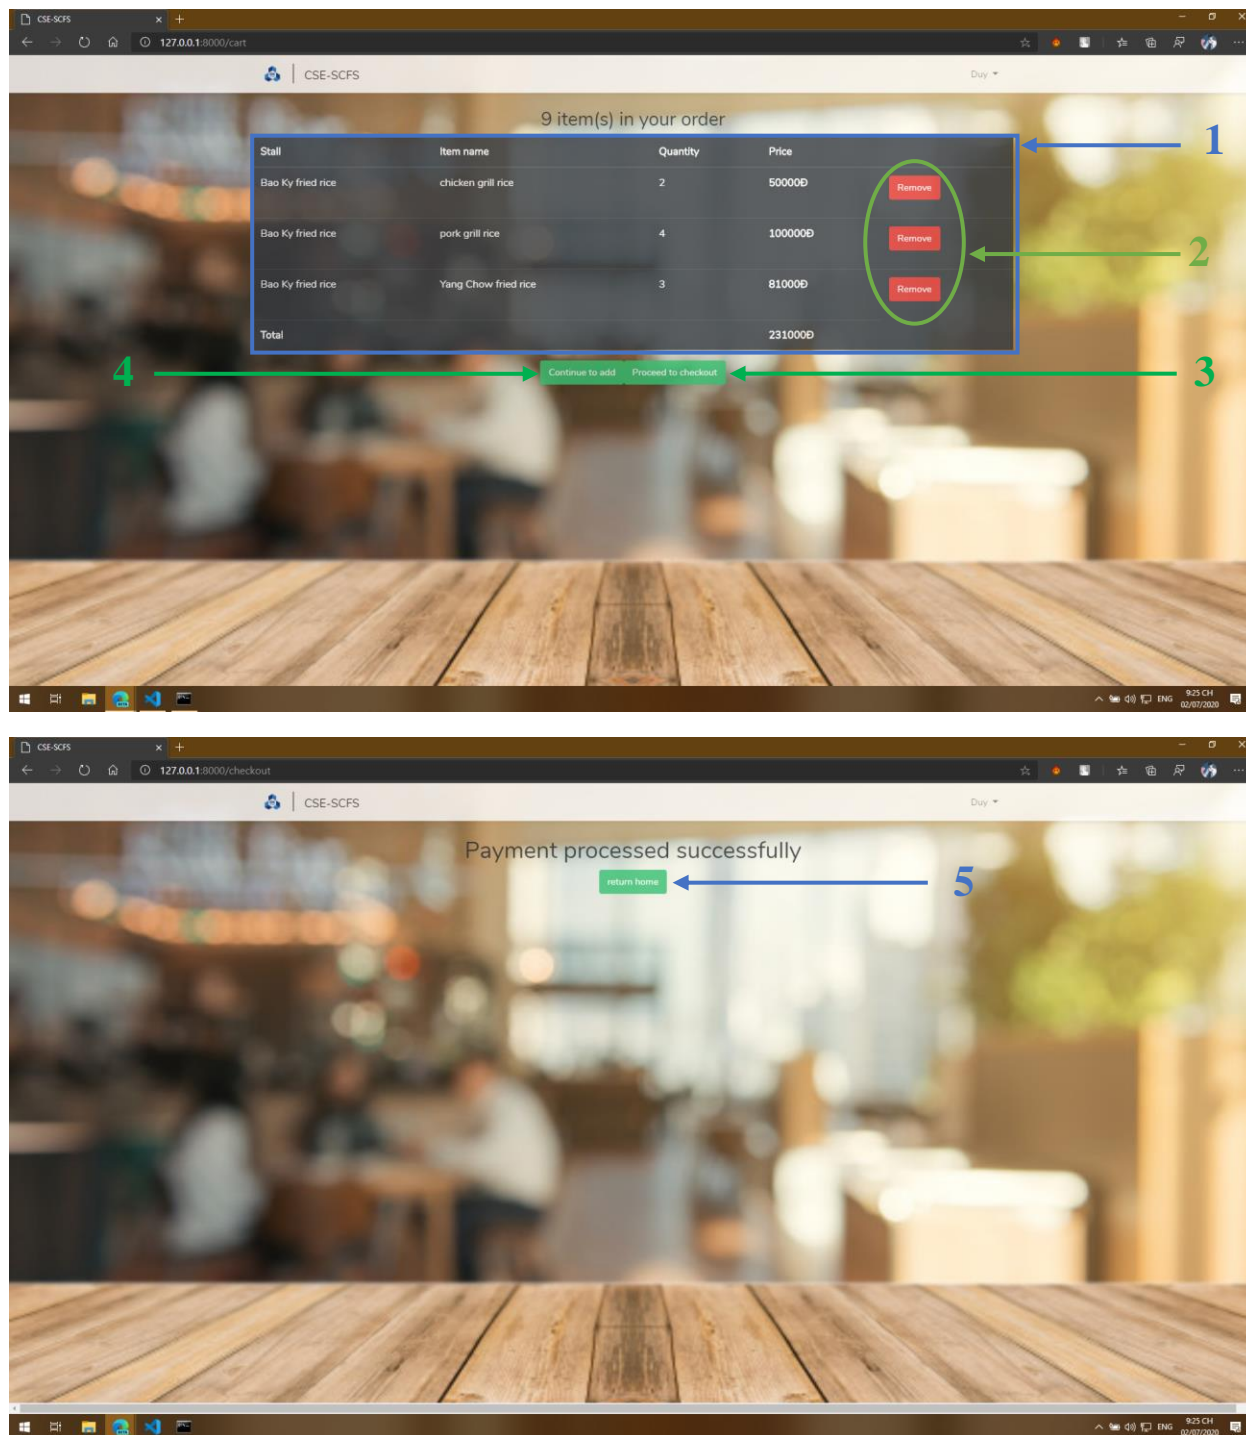 CSE-SCFS
127.0.0.1:8000/cart
CSE-SCFS
Duy
9 item(s) in your order
1
Stall Item name Quantity Price
Bao Ky fried rice chicken grill rice 2 50000Đ Remove
Bao Ky fried rice pork grill rice 4 100000Đ Remove
2
Bao Ky fried rice Yang Chow fried rice 3 81000Đ Remove
Total 231000Đ
4 Continue to add Proceed to checkout 3
ENG 9:25 CH
02/07/2020
CSE-SCFS
127.0.0.1:8000/checkout
CSE-SCFS
Duy
Payment processed successfully
return home 5
ENG 9:25 CH
02/07/2020